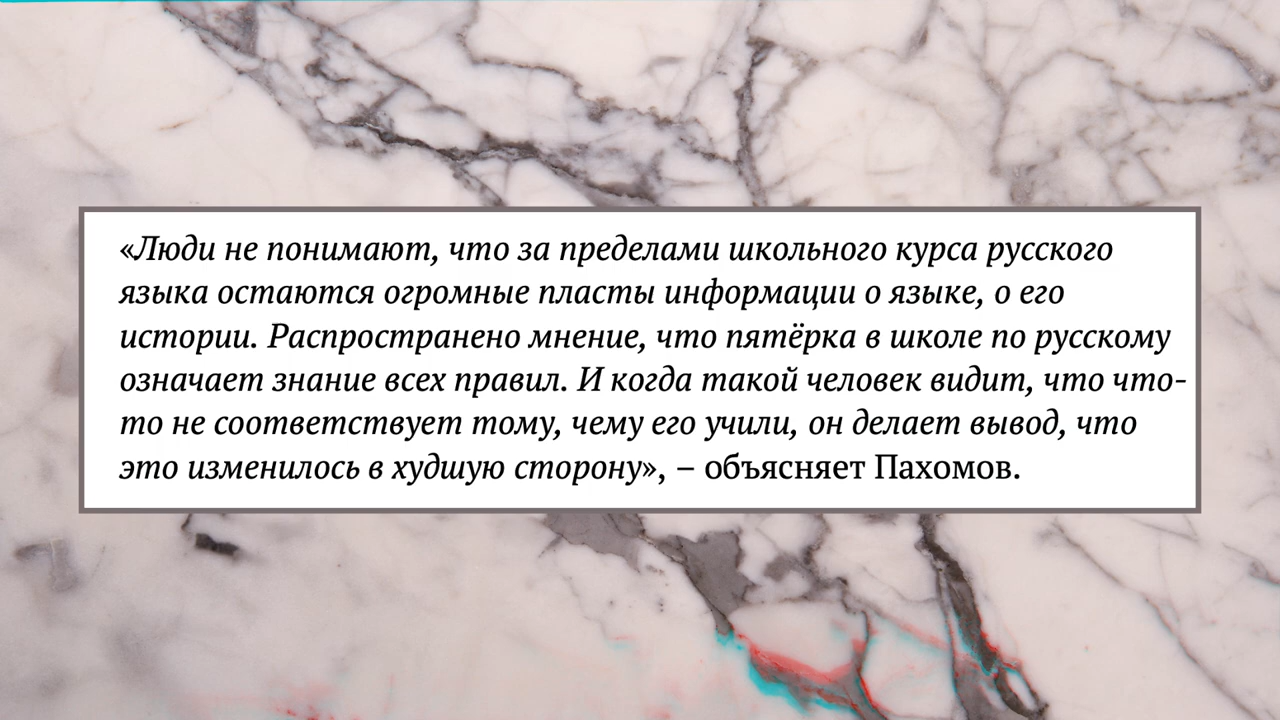 «Люди не понимают, что за пределами школьного курса русского
языка остаются огромные пласты информации о языке, о его
истории. Распространено мнение, что пятёрка в школе по русскому
означает знание всех правил. И когда такой человек видит, что что-
то не соответствует тому, чему его учили, он делает вывод, что
это изменилось в худшую сторону», – объясняет Пахомов.